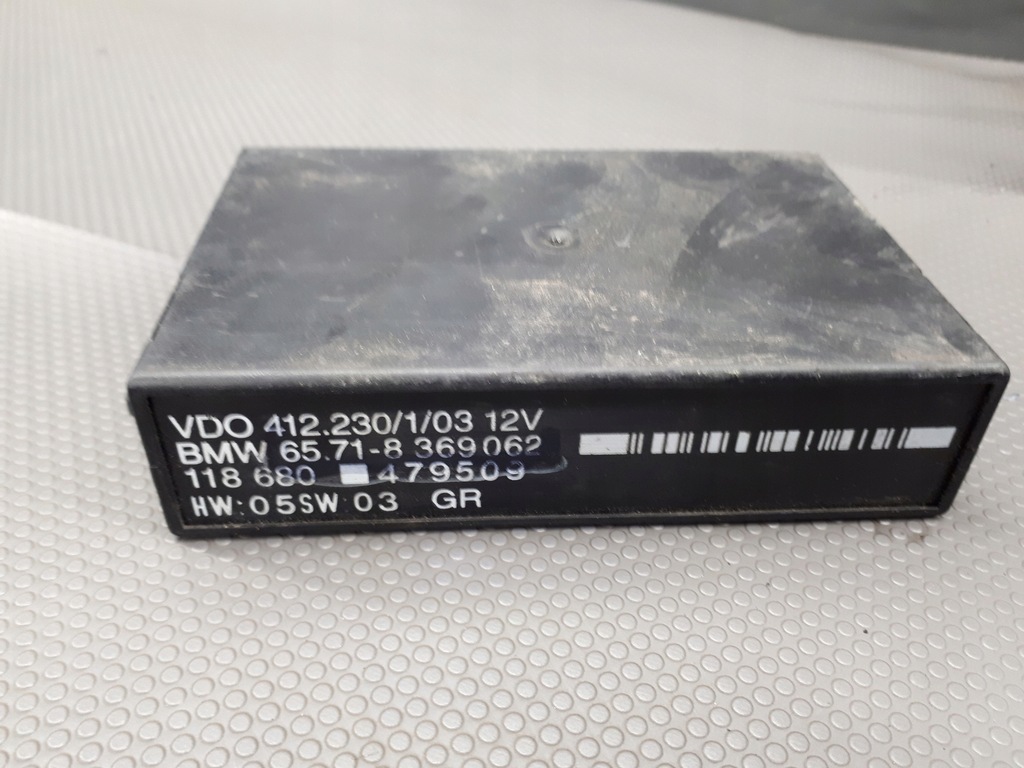 VDO 412.230/1/03 12V
BMW 65.71-8 369 062
118 680 479509
HW:05SW:03 GR